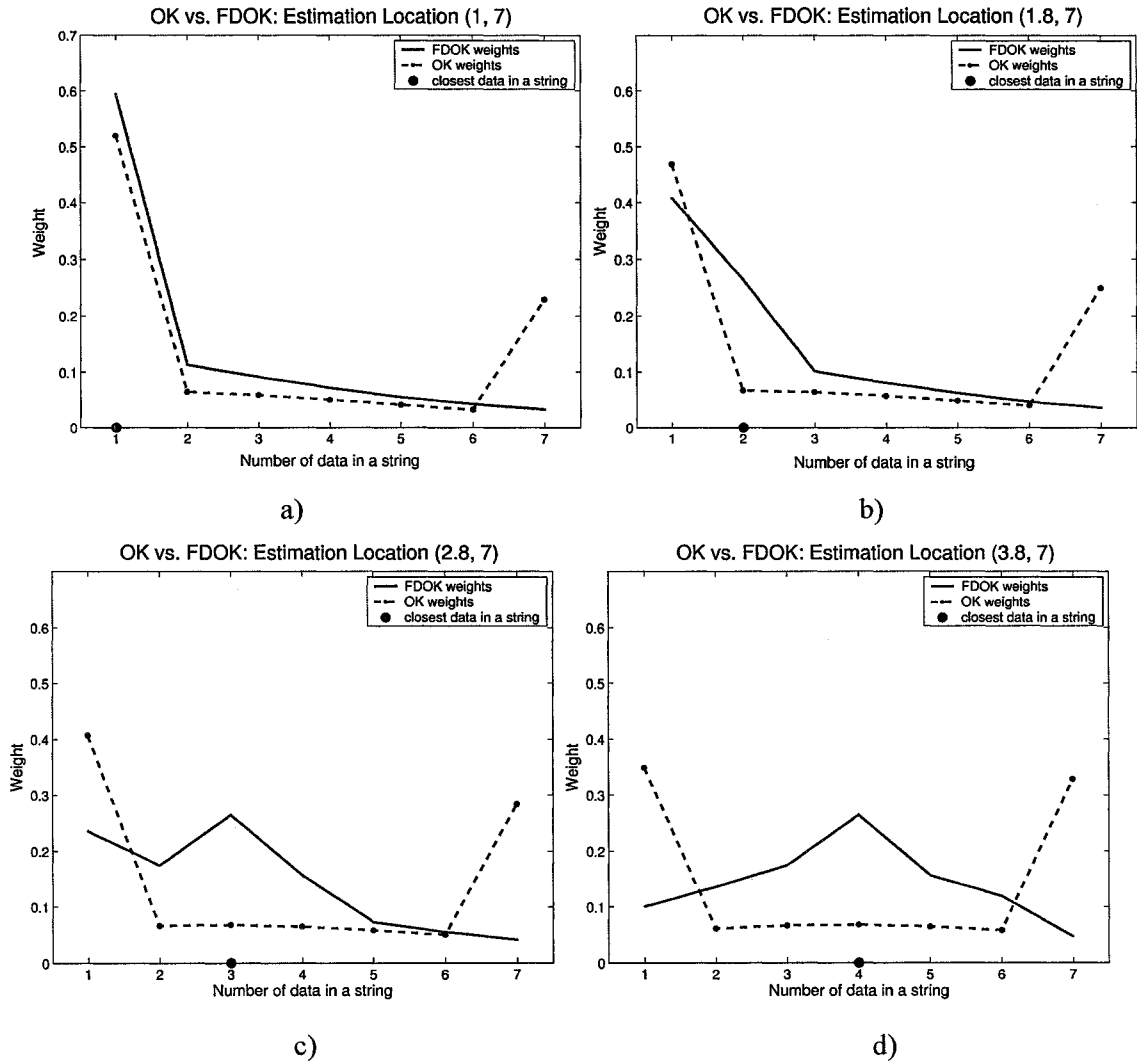 OK vs. FDOK: Estimation Location (1, 7)
0.7
0.6
0.5
0.4
0.3
0.2
0.1
0
Weight
FDOK weights
OK weights
closest data in a string
1 2 3 4 5 6 7
Number of data in a string
a)
OK vs. FDOK: Estimation Location (1.8, 7)
0.6
0.5
0.4
0.3
0.2
0.1
0
Weight
FDOK weights
OK weights
closest data in a string
1 2 3 4 5 6 7
Number of data in a string
b)
OK vs. FDOK: Estimation Location (2.8, 7)
0.6
0.5
0.4
0.3
0.2
0.1
0
Weight
FDOK weights
OK weights
closest data in a string
1 2 3 4 5 6 7
Number of data in a string
c)
OK vs. FDOK: Estimation Location (3.8, 7)
0.6
0.5
0.4
0.3
0.2
0.1
0
Weight
FDOK weights
OK weights
closest data in a string
1 2 3 4 5 6 7
Number of data in a string
d)